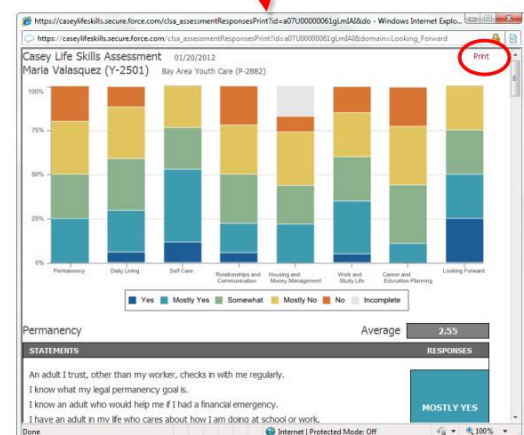 https://caseylifeskills.secure.force.com/clsa_assessmentResponsesPrint?id=a07U00000061gLmIAI&do - Windows Internet Explo...
https://caseylifeskills.secure.force.com/clsa_assessmentResponsesPrint?id=a07U00000061gLmIAI&domain=Looking_Forward
Casey Life Skills Assessment 01/20/2012 Print
Maria Valasquez (Y-2501) Bay Area Youth Care (P-2882)
100%
75%
50%
25%
0%
Permanency Daily Living Self Care Relationships and Communication Housing and Money Management Work and Study Life Career and Education Planning Looking Forward
Yes Mostly Yes Somewhat Mostly No No Incomplete
Permanency Average 2.55
STATEMENTS RESPONSES
An adult I trust, other than my worker, checks in with me regularly.
I know what my legal permanency goal is.
I know an adult who would help me if I had a financial emergency.
MOSTLY YES
I have an adult in my life who cares about how I am doing at school or work.
Done Internet | Protected Mode: Off 100%